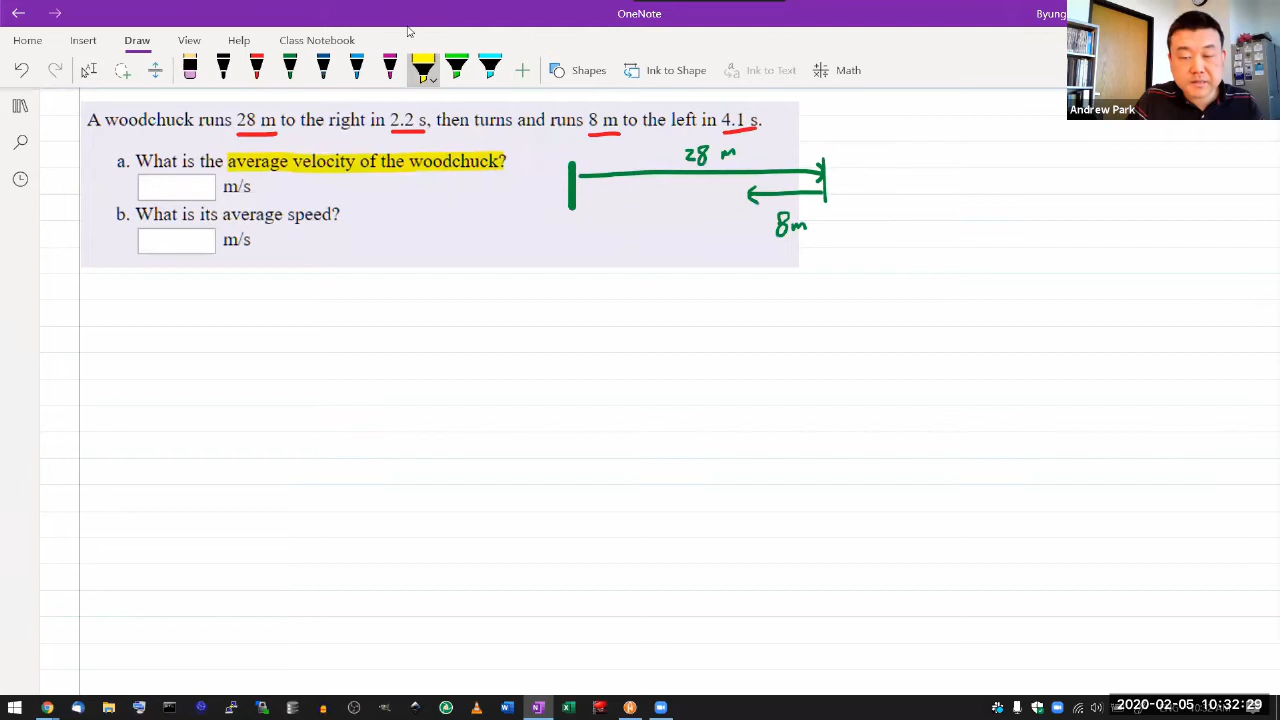 OneNote
Byung
Home Insert Draw View Help Class Notebook
Shapes Ink to Shape Ink to Text Math
Andrew Park
A woodchuck runs 28 m to the right in 2.2 s, then turns and runs 8 m to the left in 4.1 s.
a. What is the average velocity of the woodchuck?
m/s
b. What is its average speed?
m/s
28 m
8m
2020-02-05 10:32:29